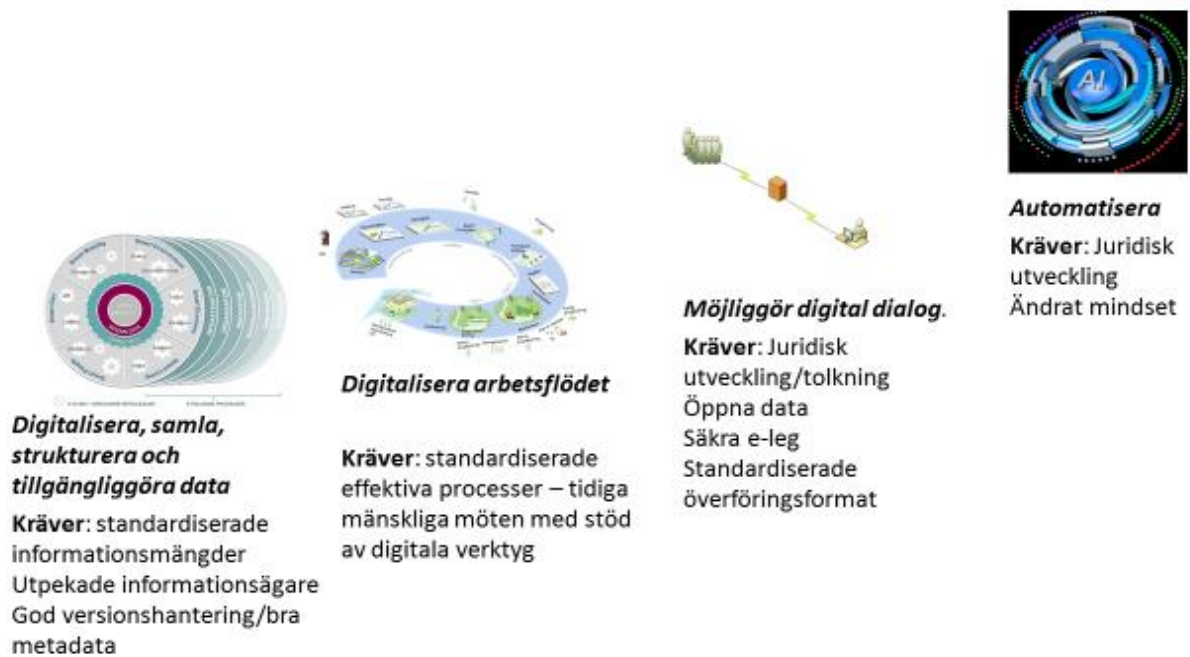 AI
Automatisera
Kräver: Juridisk
utveckling
Ändrat mindset
Möjliggör digital dialog.
Kräver: Juridisk
utveckling/tolkning
Öppna data
Säkra e-leg
Standardiserade
överföringsformat
Digitalisera arbetsflödet
Kräver: standardiserade
effektiva processer – tidiga
mänskliga möten med stöd
av digitala verktyg
Digitalisera, samla,
strukturera och
tillgängliggöra data
Kräver: standardiserade
informationsmängder
Utpekade informationsägare
God versionshantering/bra
metadata